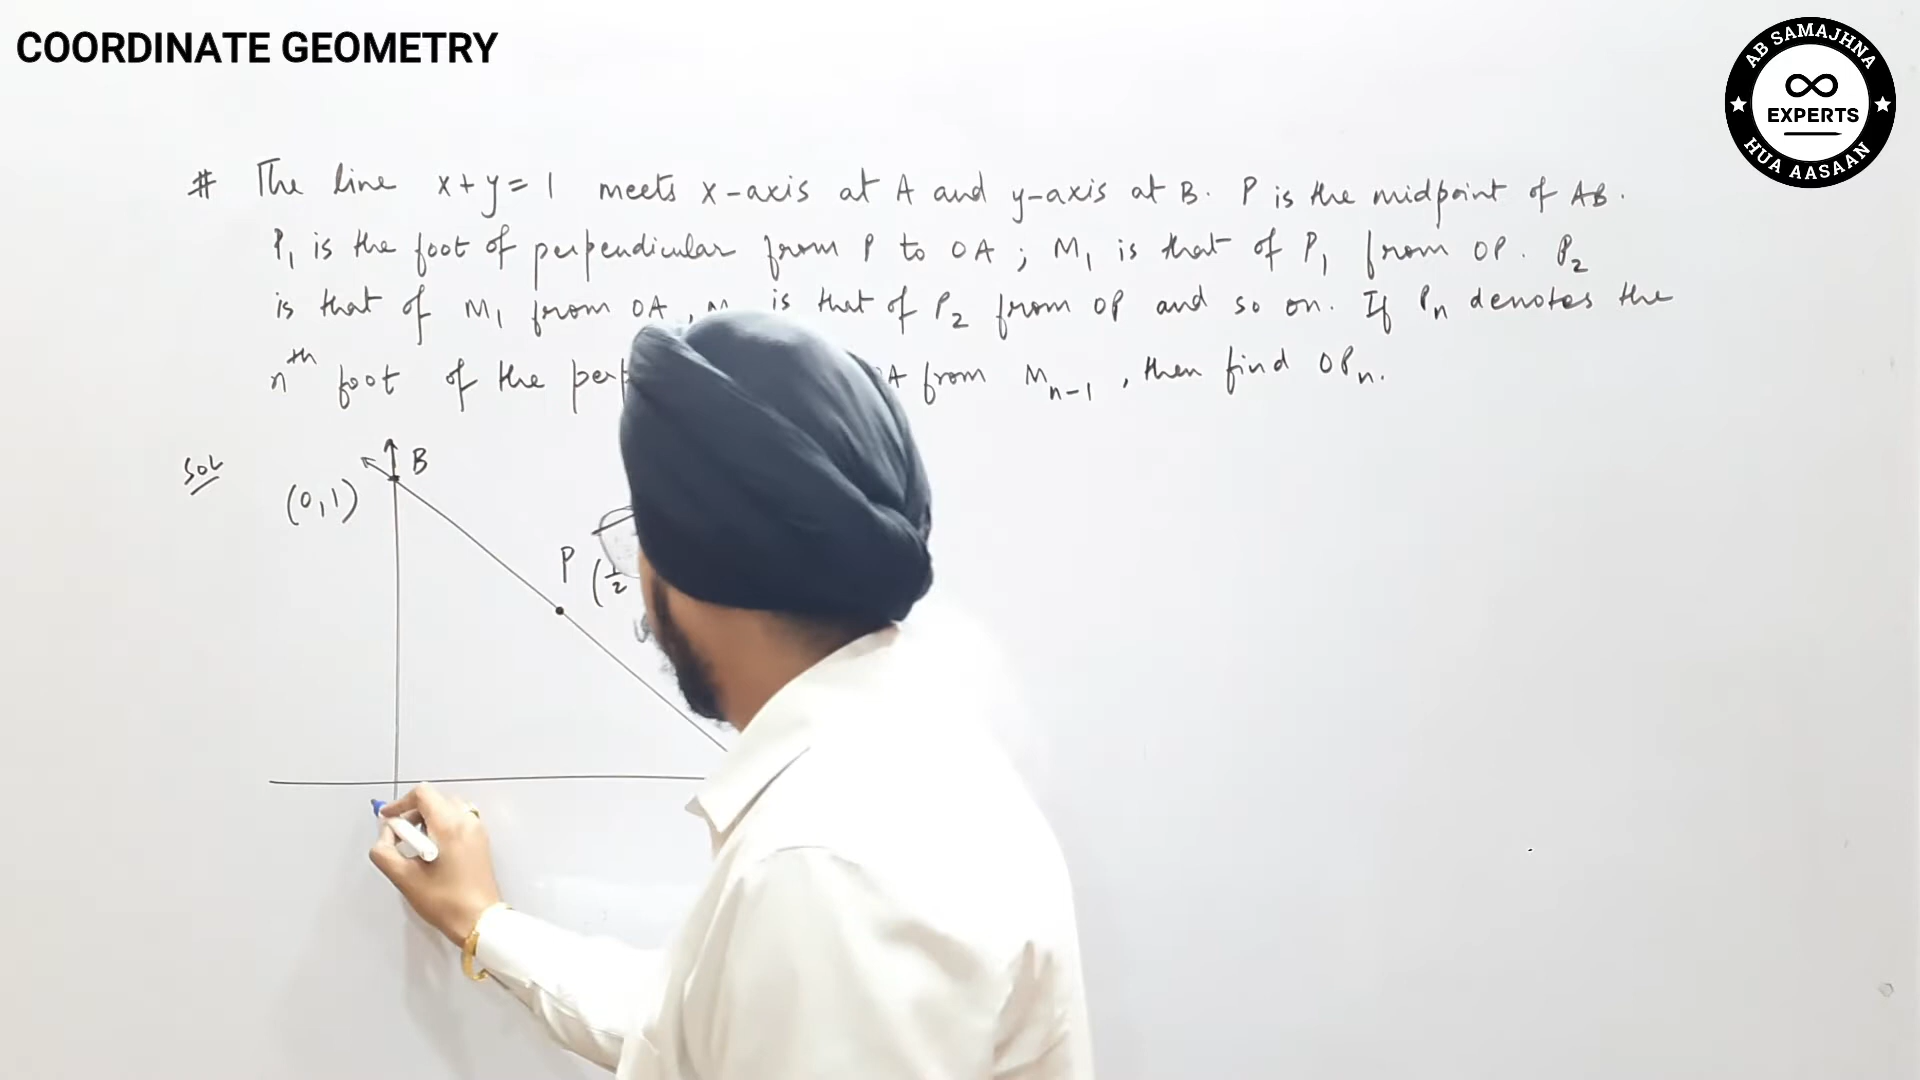 COORDINATE GEOMETRY
AB SAMAJHNA
EXPERTS
HUA AASAAN
# The line x+y=1 meets x-axis at A and y-axis at B. P is the midpoint of AB.
P₁ is the foot of perpendicular from P to OA ; M₁ is that of P₁ from OP. P₂
is that of M₁ from OA, is that of P₂ from OP and so on. If Pₙ denotes the
nᵗʰ foot of the A from Mₙ₋₁, then find OPₙ.
Sol
B
(0,1)
P
(1/2